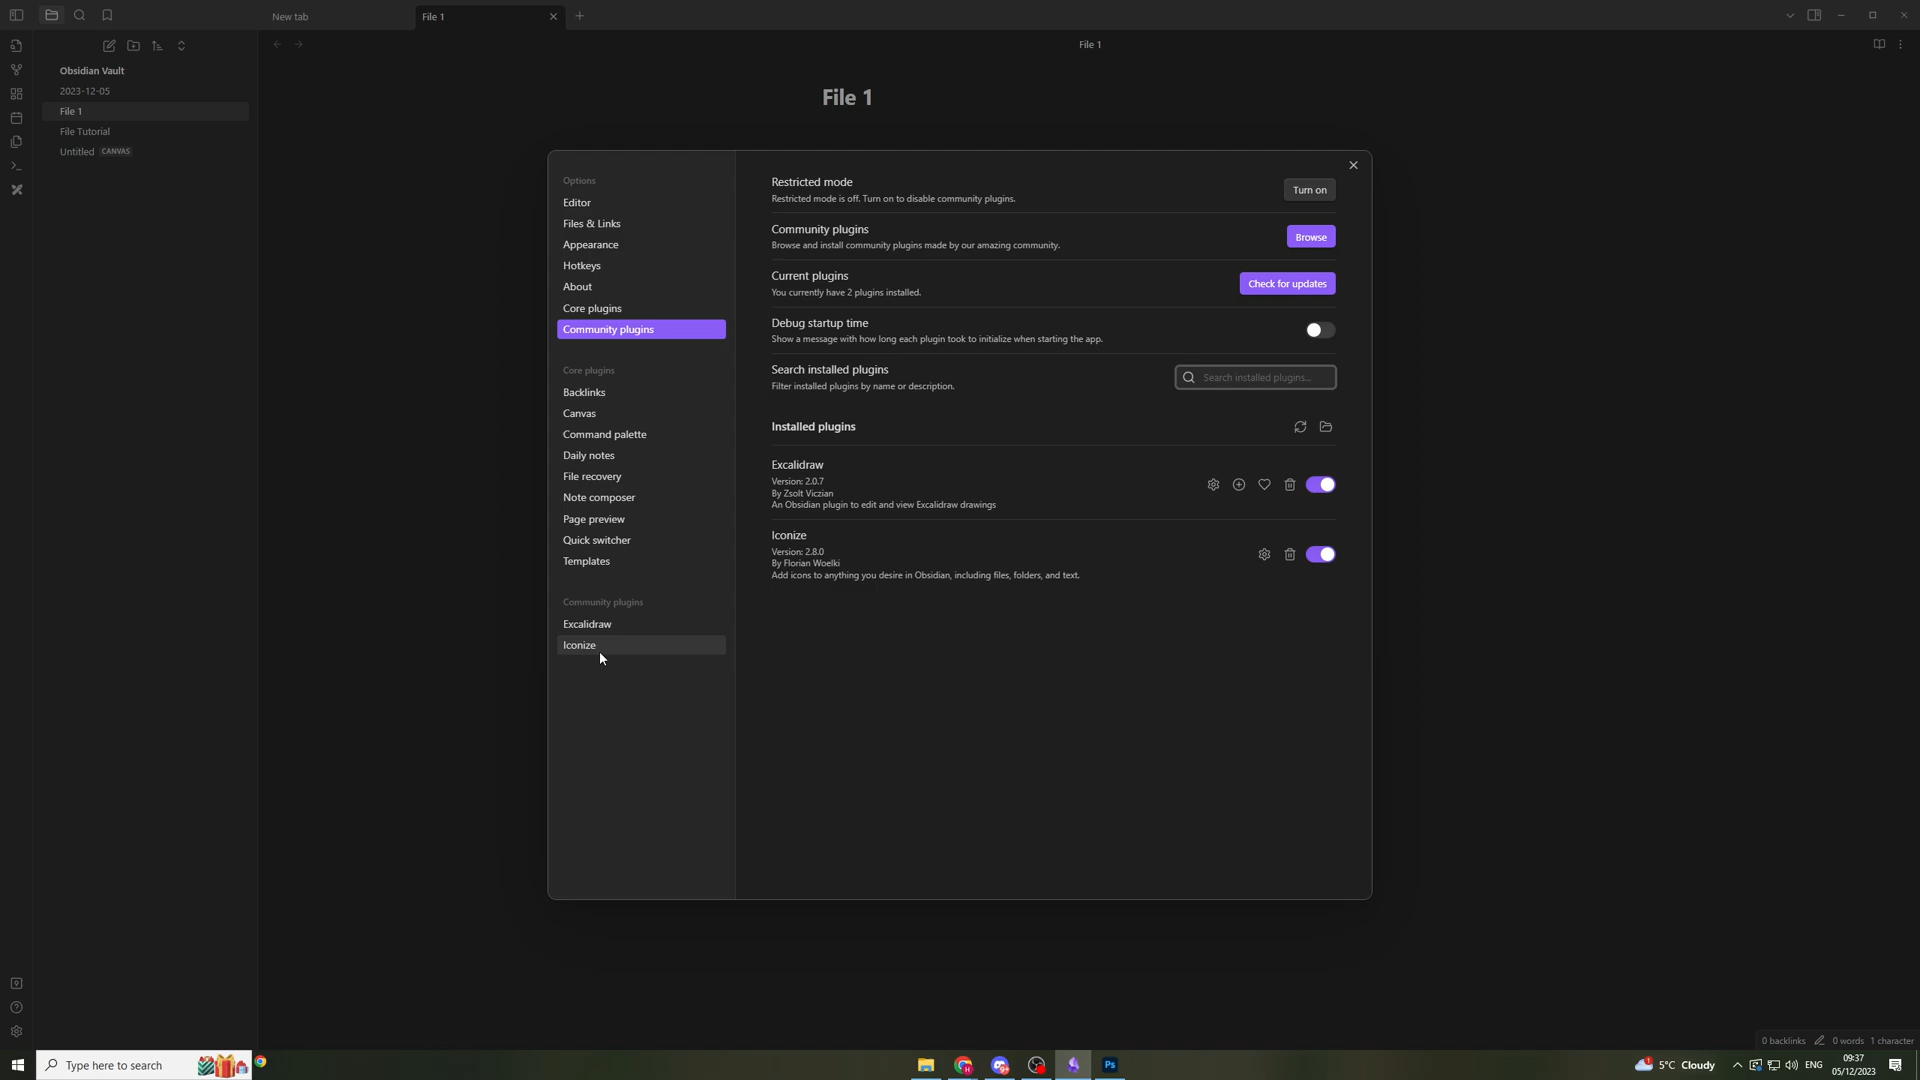 New tab
File 1
File 1
Obsidian Vault
2023-12-05
File 1
File Tutorial
Untitled CANVAS
File 1
Options
Editor
Files & Links
Appearance
Hotkeys
About
Core plugins
Community plugins
Core plugins
Backlinks
Canvas
Command palette
Daily notes
File recovery
Note composer
Page preview
Quick switcher
Templates
Community plugins
Excalidraw
Iconize
Restricted mode
Restricted mode is off. Turn on to disable community plugins.
Turn on
Community plugins
Browse and install community plugins made by our amazing community.
Browse
Current plugins
You currently have 2 plugins installed.
Check for updates
Debug startup time
Show a message with how long each plugin took to initialize when starting the app.
Search installed plugins
Filter installed plugins by name or description.
Search installed plugins...
Installed plugins
Excalidraw
Version: 2.0.7
By Zsolt Viczian
An Obsidian plugin to edit and view Excalidraw drawings
Iconize
Version: 2.8.0
By Florian Woelki
Add icons to anything you desire in Obsidian, including files, folders, and text.
0 backlinks 0 words 1 character
Type here to search
Ps
5°C Cloudy
ENG
09:37
05/12/2023